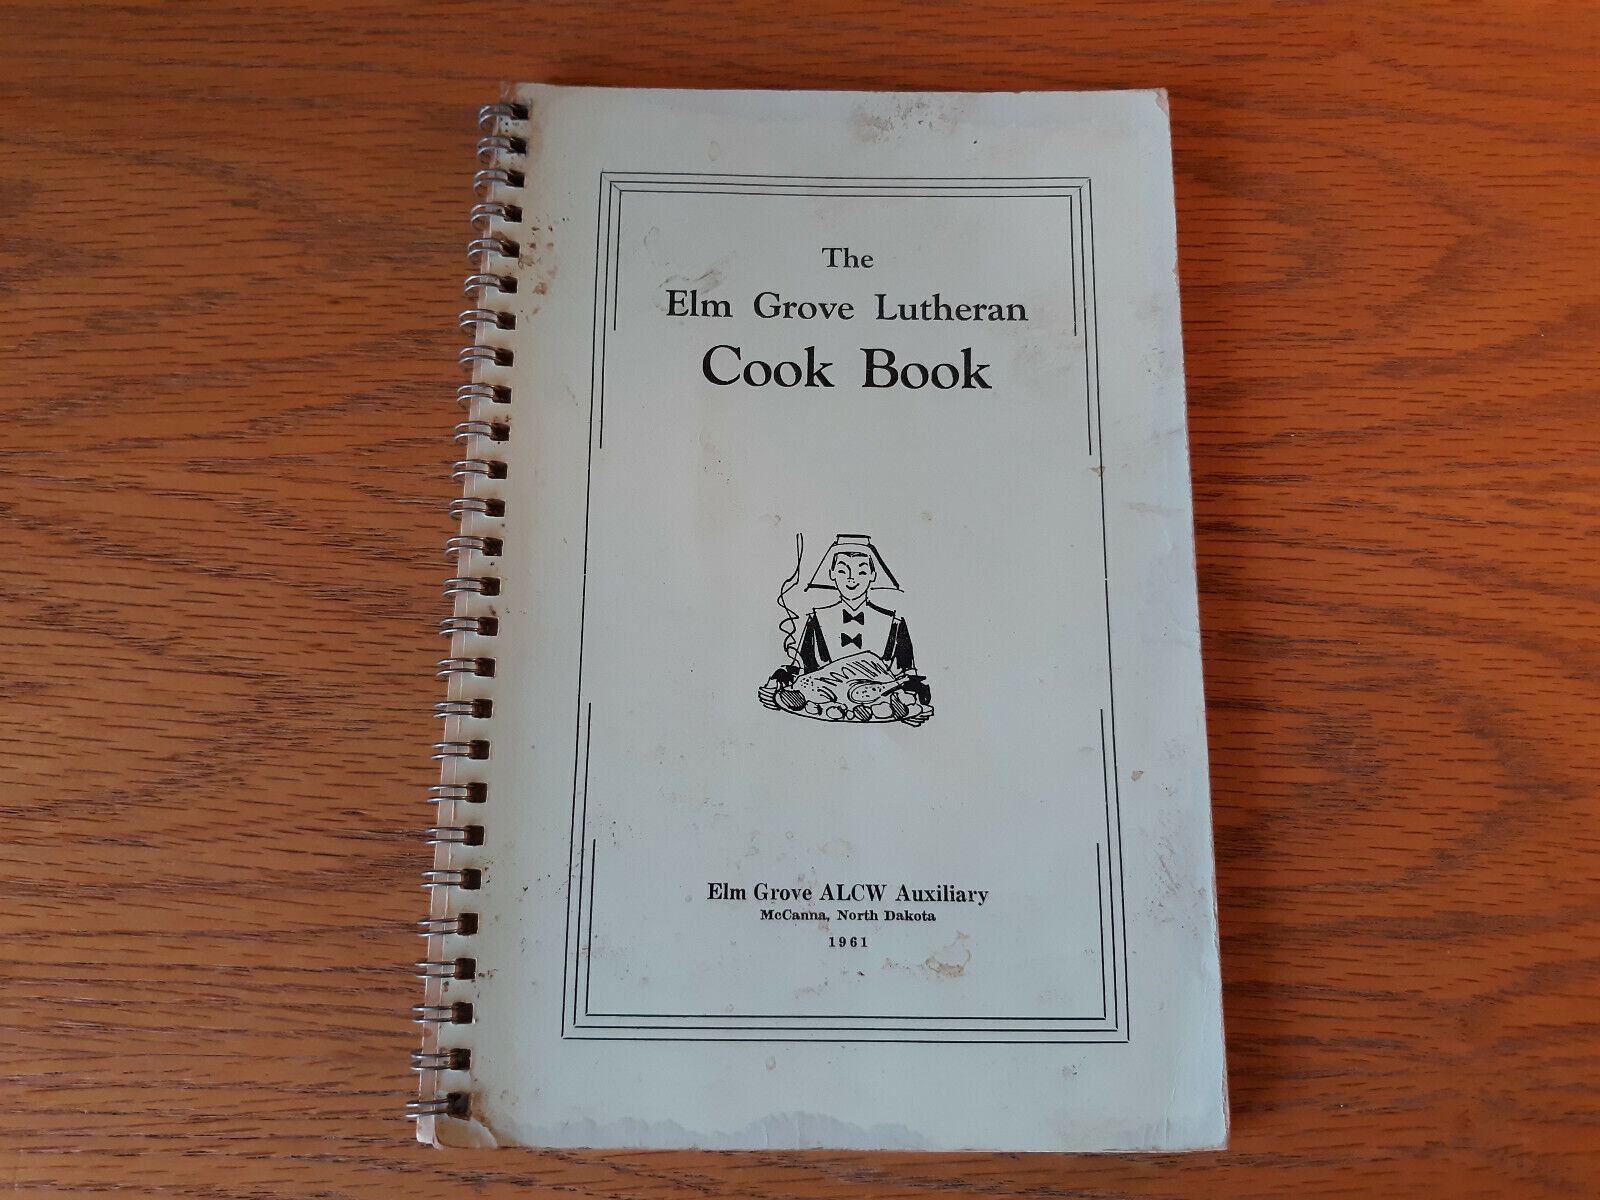 The
Elm Grove Lutheran
Cook Book
Elm Grove ALCW Auxiliary
McCanna, North Dakota
1961